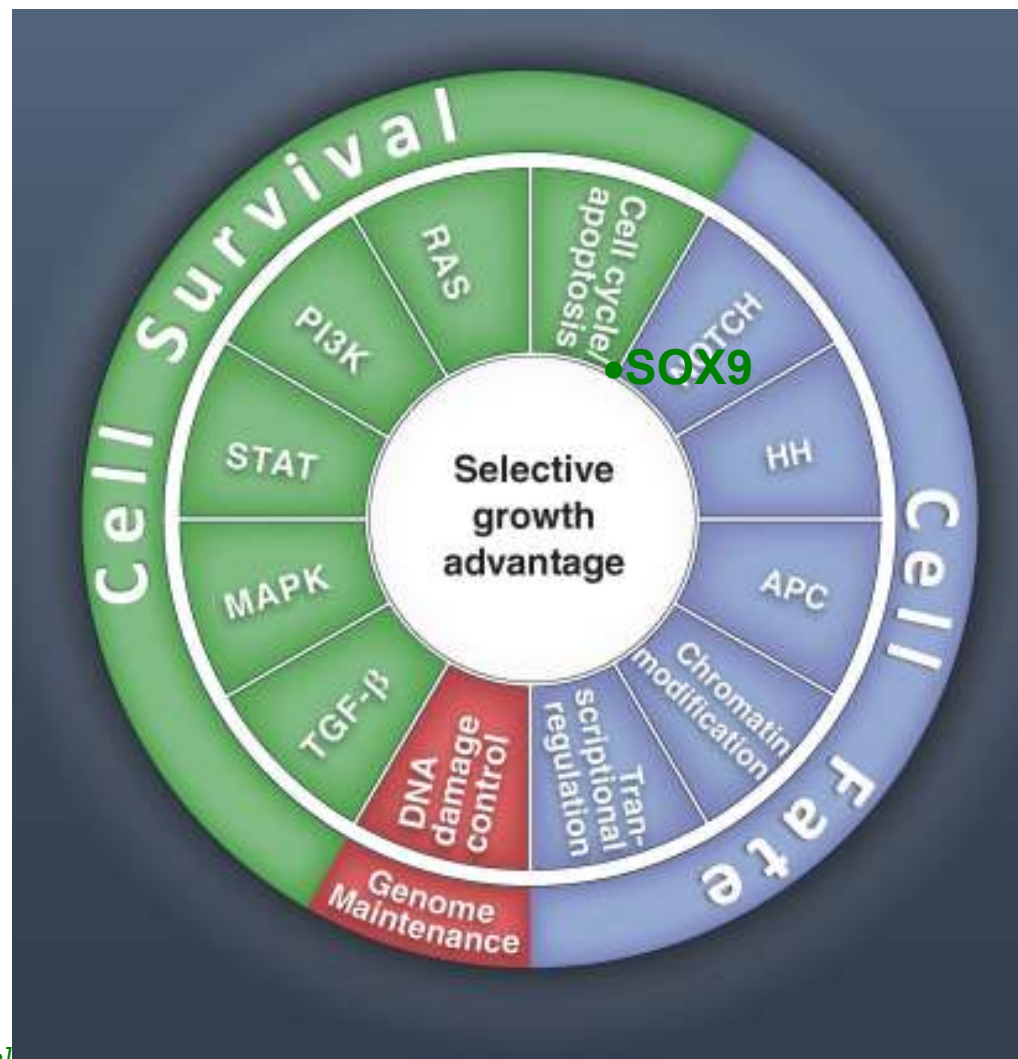 Cell Survival
Cell cycle/
apoptosis
RAS
PI3K
STAT
MAPK
TGF-β
DNA
damage
control
Genome
Maintenance
Tran-
scriptional
regulation
Chromatin
modification
APC
HH
NOTCH
•SOX9
Cell Fate
Selective
growth
advantage